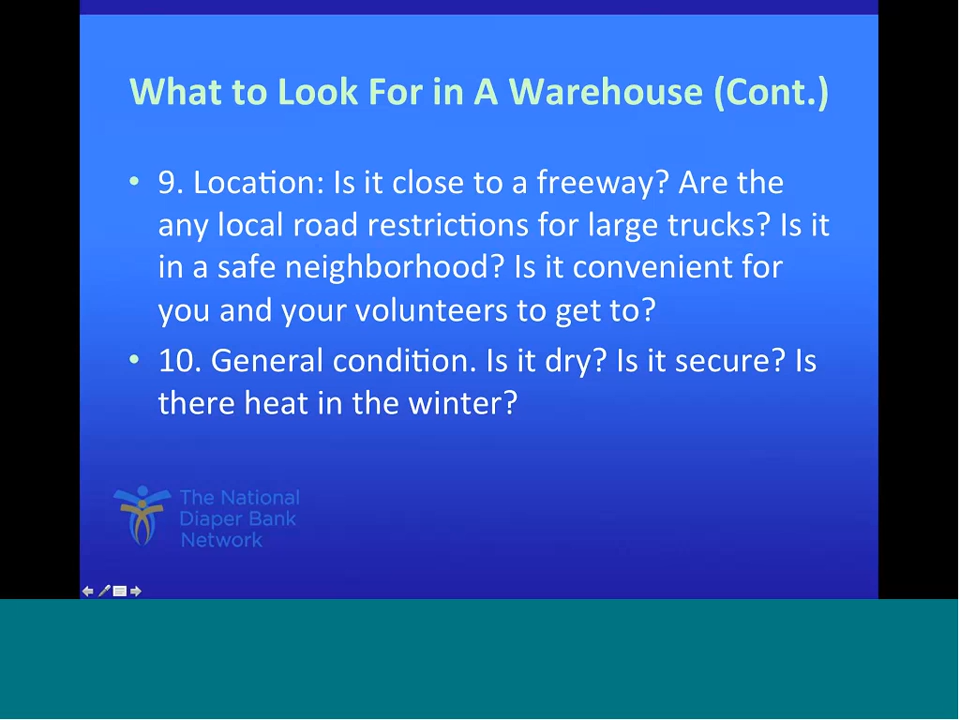 What to Look For in A Warehouse (Cont.)
• 9. Location: Is it close to a freeway? Are the
any local road restrictions for large trucks? Is it
in a safe neighborhood? Is it convenient for
you and your volunteers to get to?
• 10. General condition. Is it dry? Is it secure? Is
there heat in the winter?
The National
Diaper Bank
Network